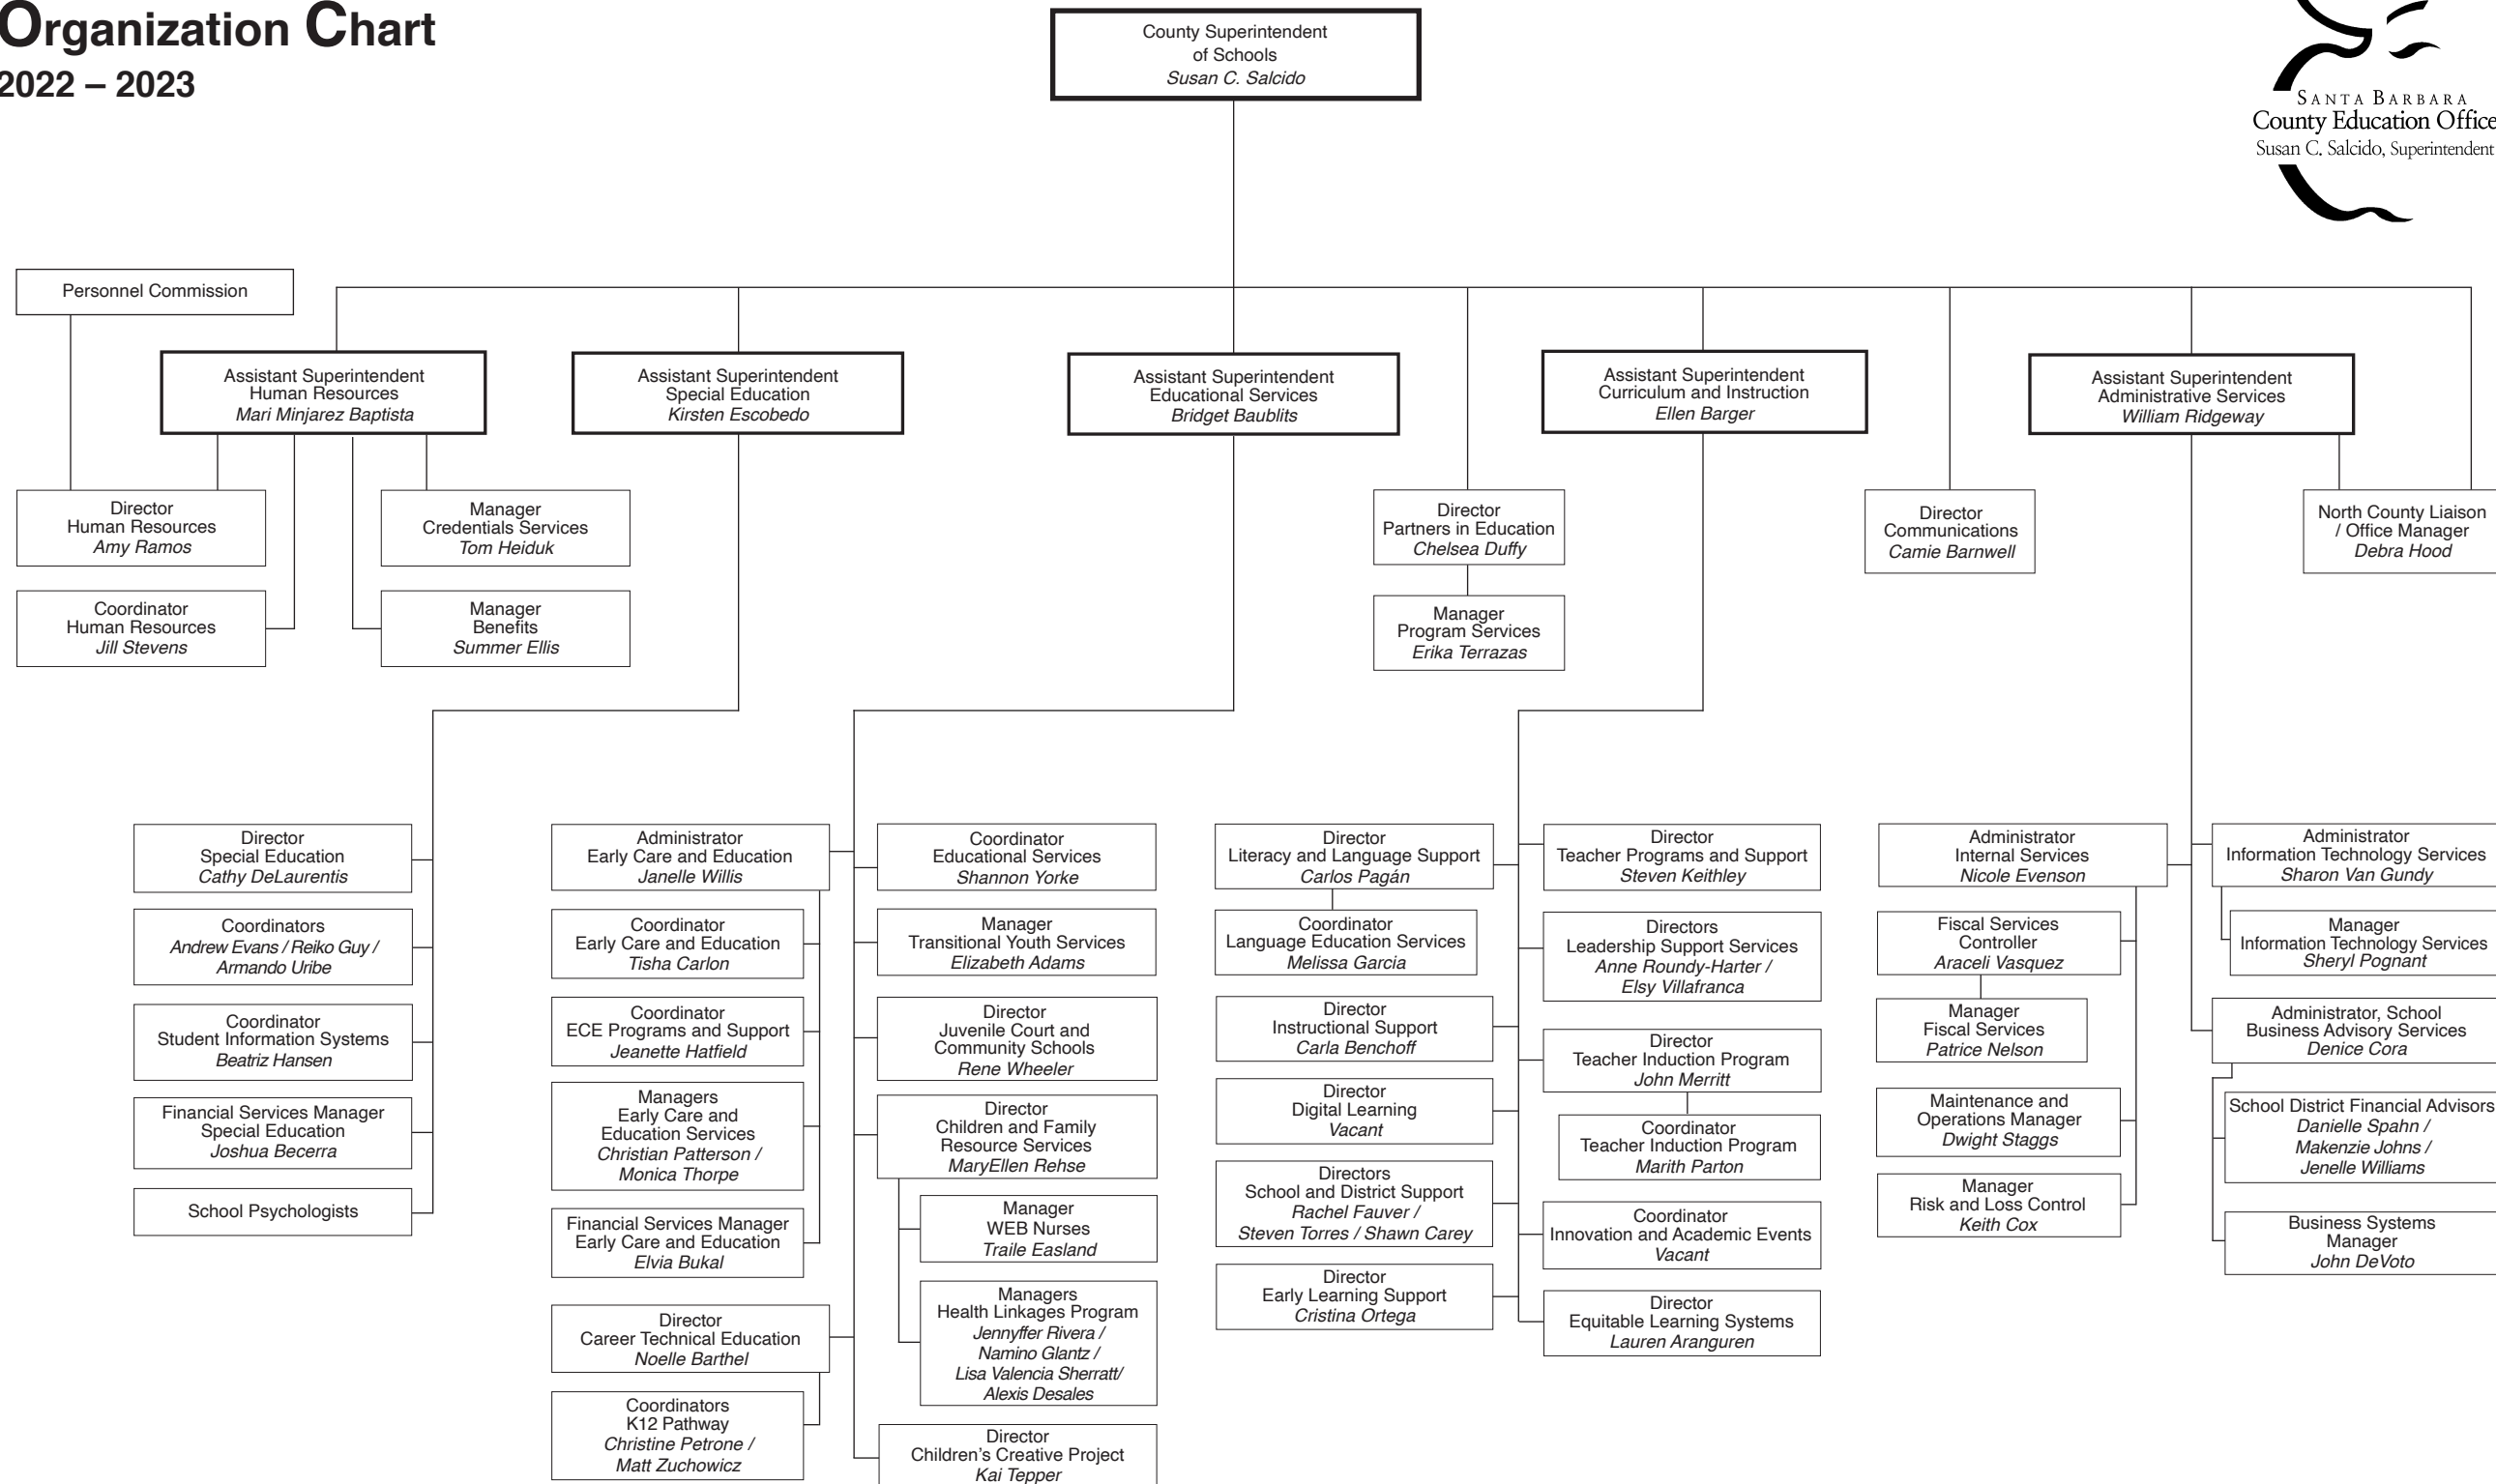 Organization Chart
2022 – 2023
County Superintendent
of Schools
Susan C. Salcido
Santa Barbara
County Education Office
Susan C. Salcido, Superintendent
Personnel Commission
Assistant Superintendent
Human Resources
Mari Minjarez Baptista
Assistant Superintendent
Special Education
Kirsten Escobedo
Assistant Superintendent
Educational Services
Bridget Baublits
Assistant Superintendent
Curriculum and Instruction
Ellen Barger
Assistant Superintendent
Administrative Services
William Ridgeway
Director
Human Resources
Amy Ramos
Manager
Credentials Services
Tom Heiduk
Director
Partners in Education
Chelsea Duffy
Director
Communications
Camie Barnwell
North County Liaison
/ Office Manager
Debra Hood
Coordinator
Human Resources
Jill Stevens
Manager
Benefits
Summer Ellis
Manager
Program Services
Erika Terrazas
Director
Special Education
Cathy DeLaurentis
Coordinators
Andrew Evans / Reiko Guy /
Armando Uribe
Coordinator
Student Information Systems
Beatriz Hansen
Financial Services Manager
Special Education
Joshua Becerra
School Psychologists
Administrator
Early Care and Education
Janelle Willis
Coordinator
Early Care and Education
Tisha Carlon
Coordinator
ECE Programs and Support
Jeanette Hatfield
Managers
Early Care and
Education Services
Christian Patterson /
Monica Thorpe
Financial Services Manager
Early Care and Education
Elvia Bukal
Director
Career Technical Education
Noelle Barthel
Coordinators
K12 Pathway
Christine Petrone /
Matt Zuchowicz
Coordinator
Educational Services
Shannon Yorke
Manager
Transitional Youth Services
Elizabeth Adams
Director
Juvenile Court and
Community Schools
Rene Wheeler
Director
Children and Family
Resource Services
MaryEllen Rehse
Manager
WEB Nurses
Traile Easland
Managers
Health Linkages Program
Jennyffer Rivera /
Namino Glantz /
Lisa Valencia Sherratt/
Alexis Desales
Director
Children’s Creative Project
Kai Tepper
Director
Literacy and Language Support
Carlos Pagán
Coordinator
Language Education Services
Melissa Garcia
Director
Instructional Support
Carla Benchoff
Director
Digital Learning
Vacant
Directors
School and District Support
Rachel Fauver /
Steven Torres / Shawn Carey
Director
Early Learning Support
Cristina Ortega
Director
Teacher Programs and Support
Steven Keithley
Directors
Leadership Support Services
Anne Roundy-Harter /
Elsy Villafranca
Director
Teacher Induction Program
John Merritt
Coordinator
Teacher Induction Program
Marith Parton
Coordinator
Innovation and Academic Events
Vacant
Director
Equitable Learning Systems
Lauren Aranguren
Administrator
Internal Services
Nicole Evenson
Fiscal Services
Controller
Araceli Vasquez
Manager
Fiscal Services
Patrice Nelson
Maintenance and
Operations Manager
Dwight Staggs
Manager
Risk and Loss Control
Keith Cox
Administrator
Information Technology Services
Sharon Van Gundy
Manager
Information Technology Services
Sheryl Pognant
Administrator, School
Business Advisory Services
Denice Cora
School District Financial Advisors
Danielle Spahn /
Makenzie Johns /
Jenelle Williams
Business Systems
Manager
John DeVoto